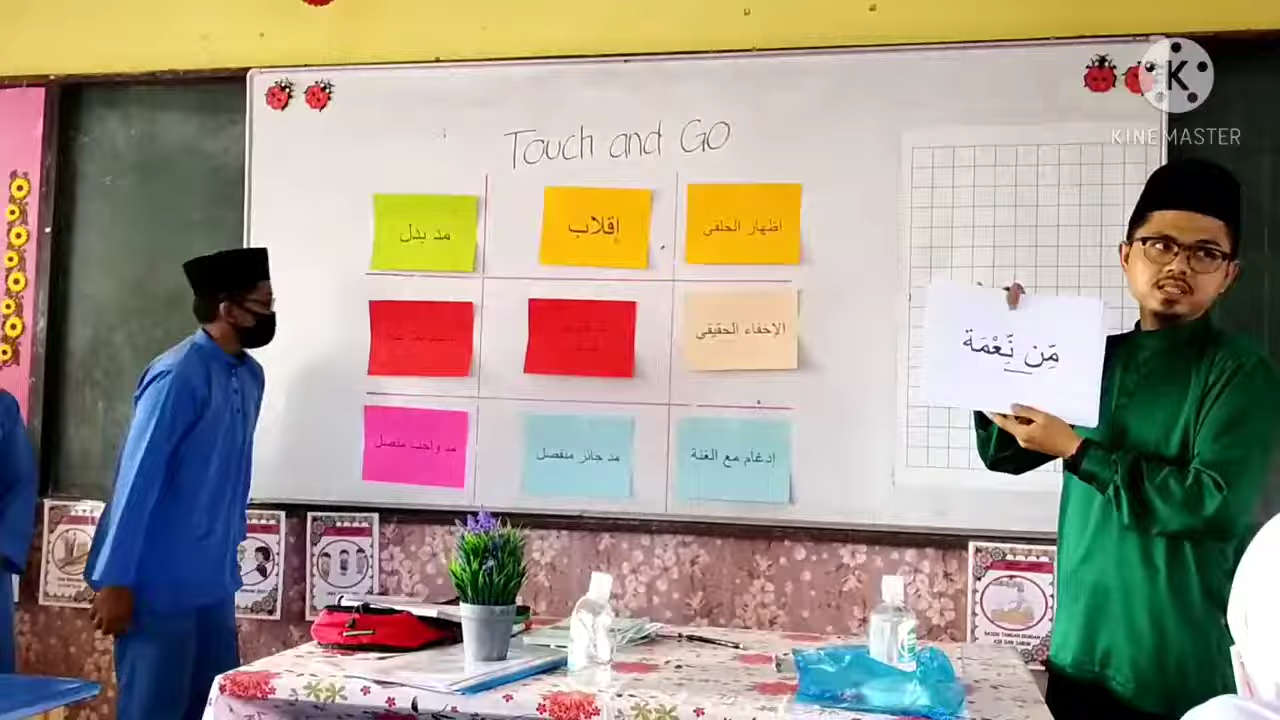 KINEMASTER
Touch and GO
مد بدل
إقلاب
اظهار الحلقي
الإخفاء الحقيقي
مد واجب متصل
مد جائز منفصل
إدغام مع الغنة
مِّن نِّعْمَة